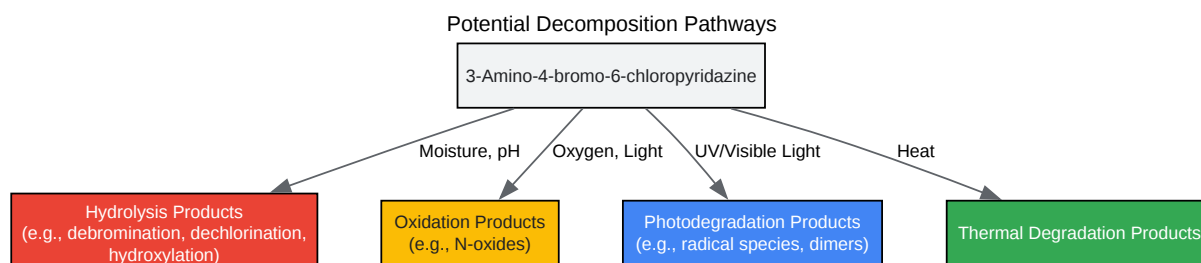 Potential Decomposition Pathways
3-Amino-4-bromo-6-chloropyridazine
Moisture, pH
Oxygen, Light
UV/Visible Light
Heat
Hydrolysis Products
(e.g., debromination, dechlorination,
hydroxylation)
Oxidation Products
(e.g., N-oxides)
Photodegradation Products
(e.g., radical species, dimers)
Thermal Degradation Products